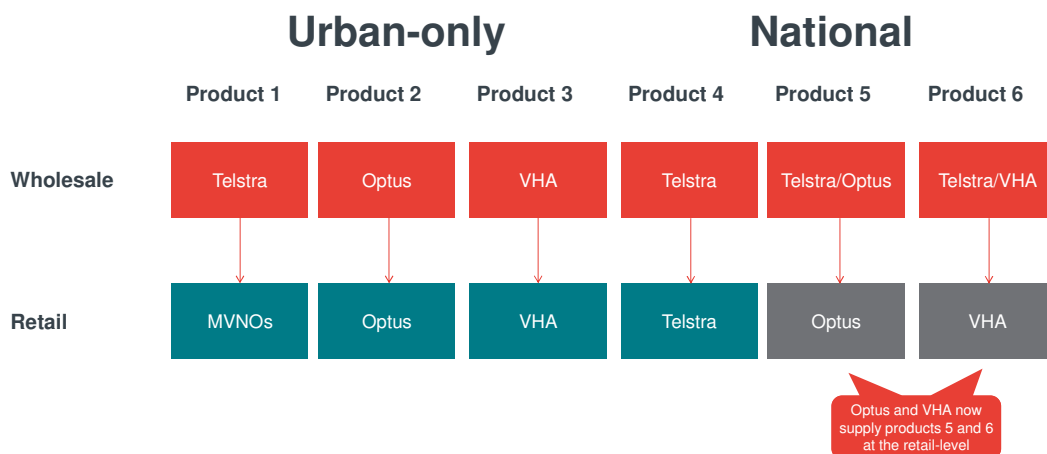 Urban-only National
Product 1 Product 2 Product 3 Product 4 Product 5 Product 6
Wholesale Telstra Optus VHA Telstra Telstra/Optus Telstra/VHA
Retail MVNOs Optus VHA Telstra Optus VHA
Optus and VHA now
supply products 5 and 6
at the retail-level